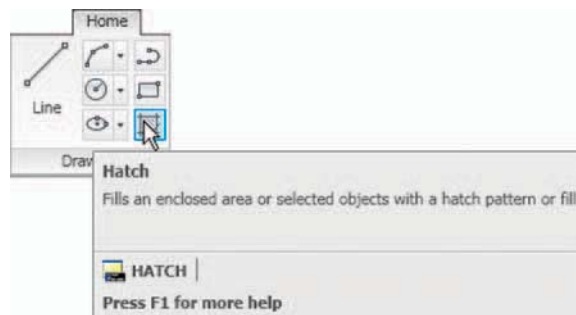 Home
Line
Draw
Hatch
Fills an enclosed area or selected objects with a hatch pattern or fill
HATCH
Press F1 for more help